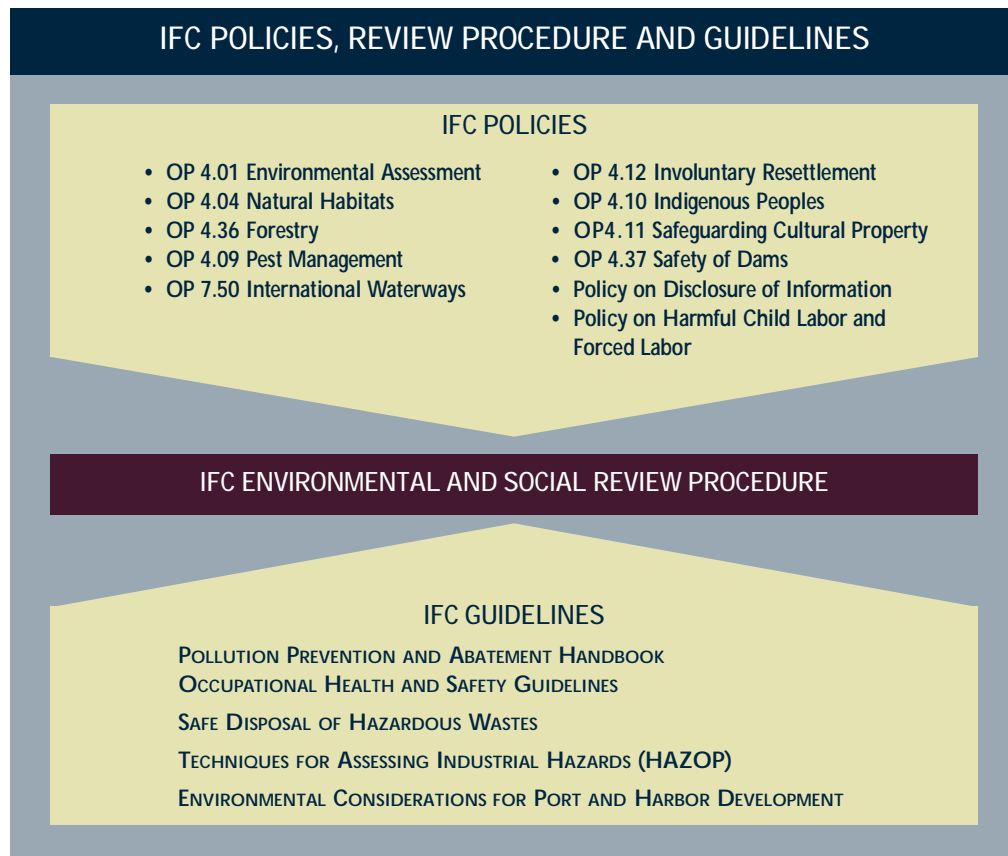 IFC POLICIES, REVIEW PROCEDURE AND GUIDELINES
IFC POLICIES
• OP 4.01 Environmental Assessment
• OP 4.04 Natural Habitats
• OP 4.36 Forestry
• OP 4.09 Pest Management
• OP 7.50 International Waterways
• OP 4.12 Involuntary Resettlement
• OP 4.10 Indigenous Peoples
• OP4.11 Safeguarding Cultural Property
• OP 4.37 Safety of Dams
• Policy on Disclosure of Information
• Policy on Harmful Child Labor and
Forced Labor
IFC ENVIRONMENTAL AND SOCIAL REVIEW PROCEDURE
IFC GUIDELINES
POLLUTION PREVENTION AND ABATEMENT HANDBOOK
OCCUPATIONAL HEALTH AND SAFETY GUIDELINES
SAFE DISPOSAL OF HAZARDOUS WASTES
TECHNIQUES FOR ASSESSING INDUSTRIAL HAZARDS (HAZOP)
ENVIRONMENTAL CONSIDERATIONS FOR PORT AND HARBOR DEVELOPMENT